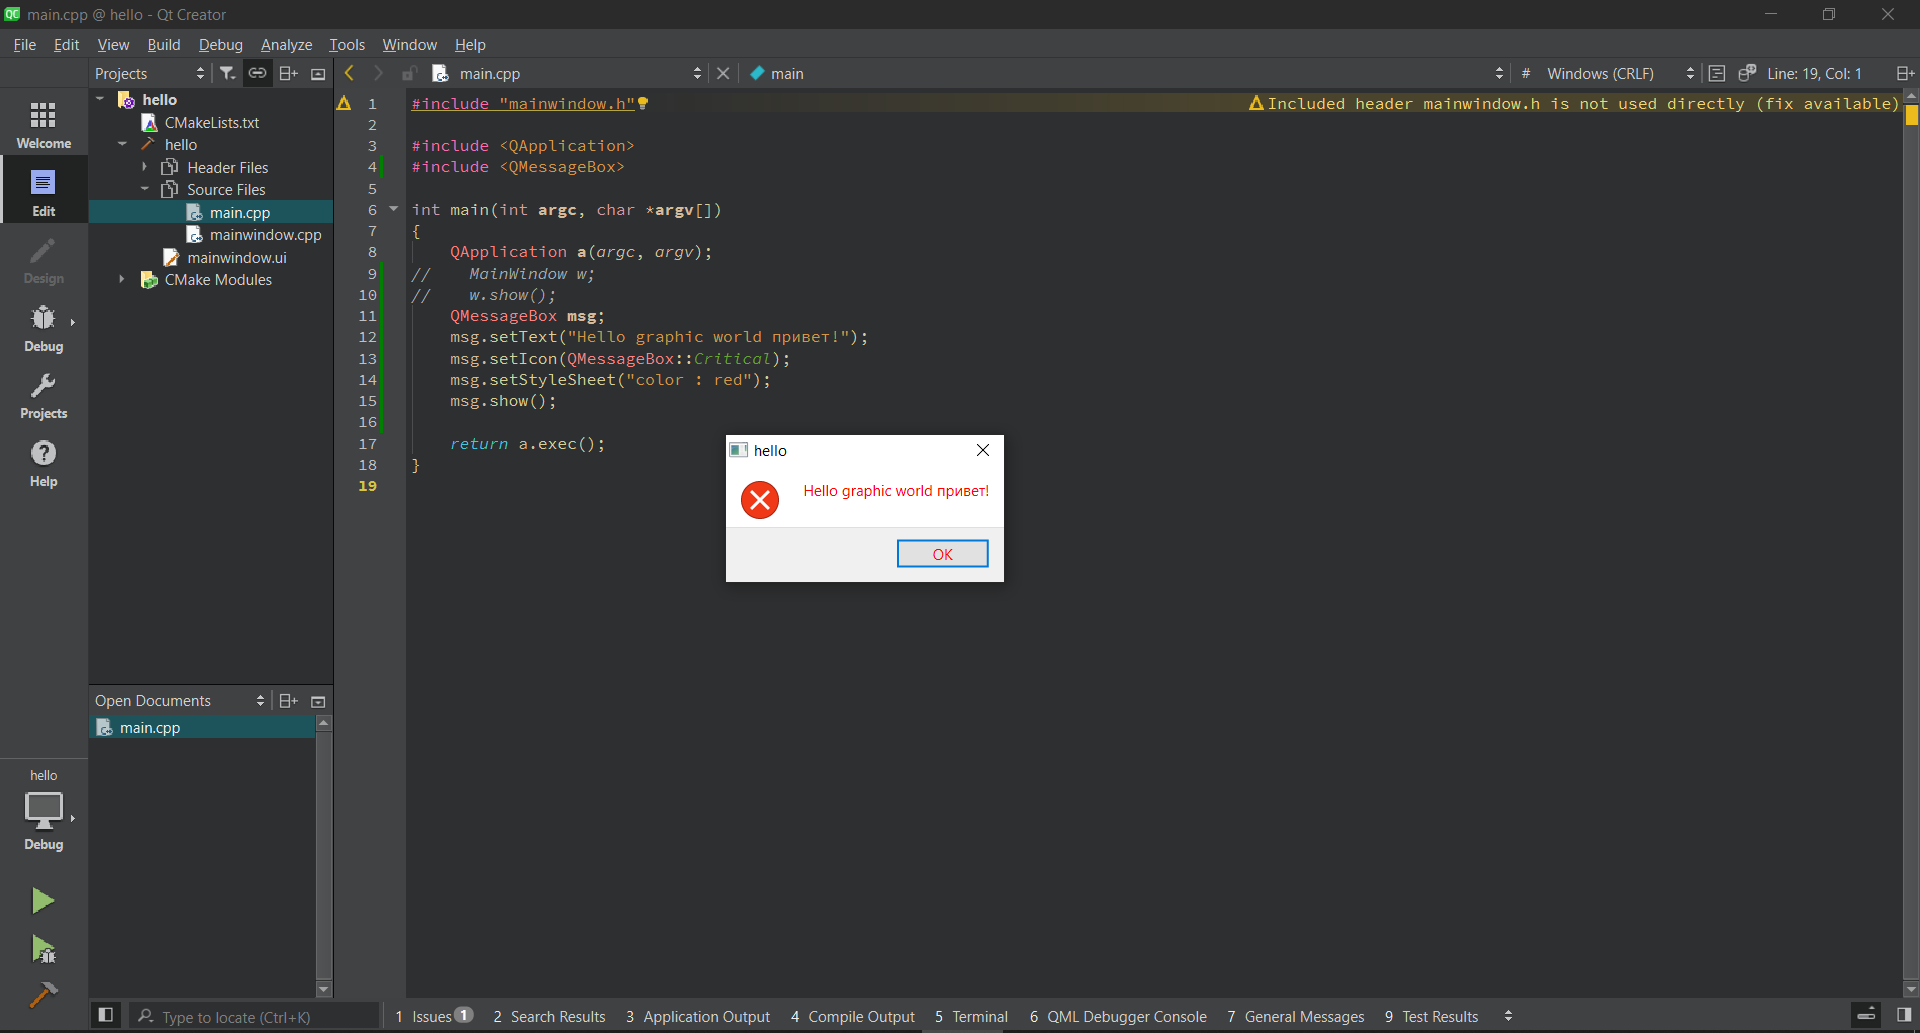 main.cpp @ hello - Qt Creator
File Edit View Build Debug Analyze Tools Window Help
Projects
main.cpp
main
# Windows (CRLF)
Line: 19, Col: 1
Welcome
Edit
Design
Debug
Projects
Help
hello
CMakeLists.txt
hello
Header Files
Source Files
main.cpp
mainwindow.cpp
mainwindow.ui
CMake Modules
1 #include "mainwindow.h" Included header mainwindow.h is not used directly (fix available)
2
3 #include <QApplication>
4 #include <QMessageBox>
5
6 int main(int argc, char *argv[])
7 {
8 QApplication a(argc, argv);
9 // MainWindow w;
10 // w.show();
11 QMessageBox msg;
12 msg.setText("Hello graphic world привет!");
13 msg.setIcon(QMessageBox::Critical);
14 msg.setStyleSheet("color : red");
15 msg.show();
16
17 return a.exec();
18 }
19
hello
Hello graphic world привет!
OK
Open Documents
main.cpp
hello
Debug
Type to locate (Ctrl+K)
1 Issues 1 2 Search Results 3 Application Output 4 Compile Output 5 Terminal 6 QML Debugger Console 7 General Messages 9 Test Results